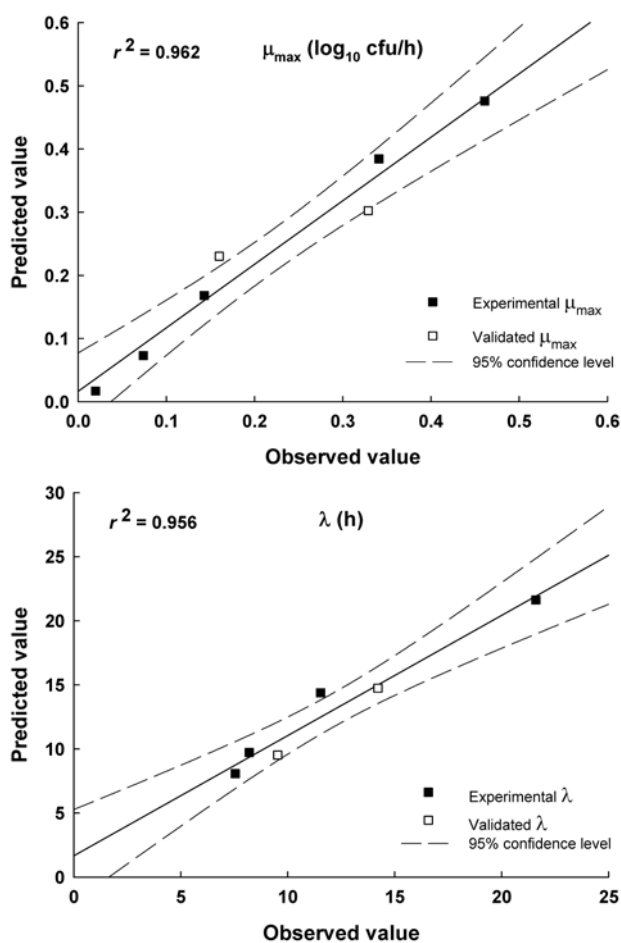 0.6
r² = 0.962
μmax (log10 cfu/h)
0.5
0.4
0.3
0.2
0.1
0.0
Predicted value
Experimental μmax
Validated μmax
95% confidence level
0.0 0.1 0.2 0.3 0.4 0.5 0.6
Observed value
30
r² = 0.956
λ (h)
25
20
15
10
5
0
Predicted value
Experimental λ
Validated λ
95% confidence level
0 5 10 15 20 25
Observed value